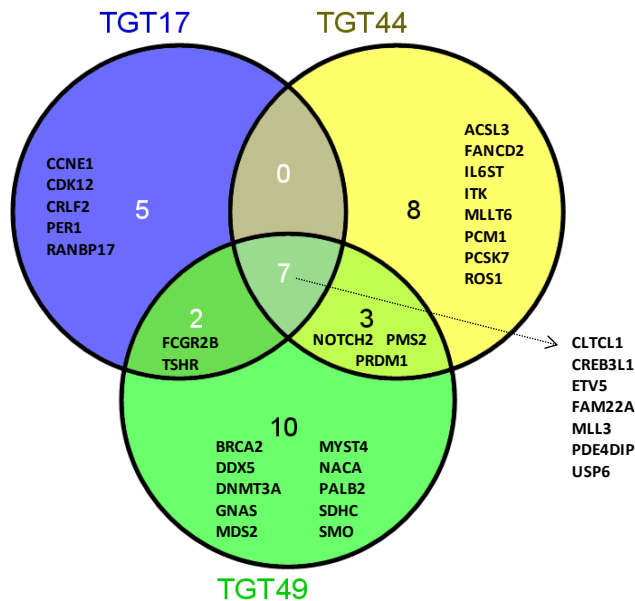 TGT17
TGT44
CCNE1
CDK12
CRLF2
PER1
RANBP17
5
0
8
ACSL3
FANCD2
IL6ST
ITK
MLLT6
PCM1
PCSK7
ROS1
7
2
FCGR2B
TSHR
3
NOTCH2 PMS2
PRDM1
CLTCL1
CREB3L1
ETV5
FAM22A
MLL3
PDE4DIP
USP6
10
BRCA2 MYST4
DDX5 NACA
DNMT3A PALB2
GNAS SDHC
MDS2 SMO
TGT49